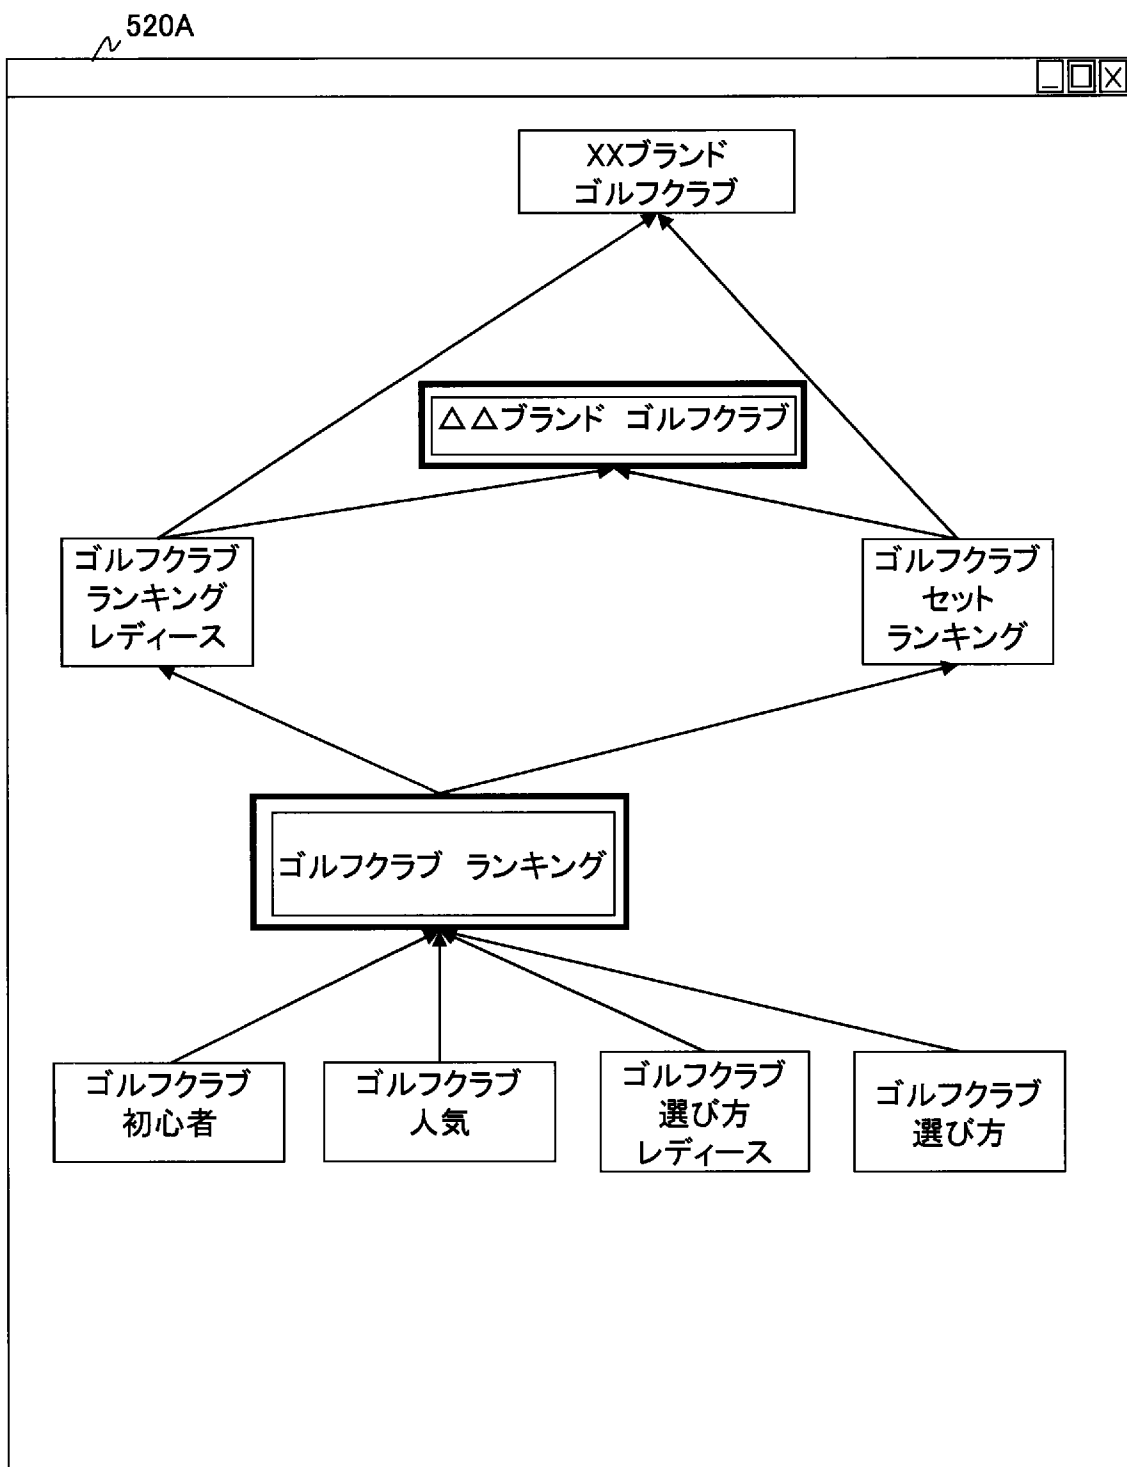 520A
XXブランド
ゴルフクラブ
△△ブランド ゴルフクラブ
ゴルフクラブ
ランキング
レディース
ゴルフクラブ
セット
ランキング
ゴルフクラブ ランキング
ゴルフクラブ
初心者
ゴルフクラブ
人気
ゴルフクラブ
選び方
レディース
ゴルフクラブ
選び方